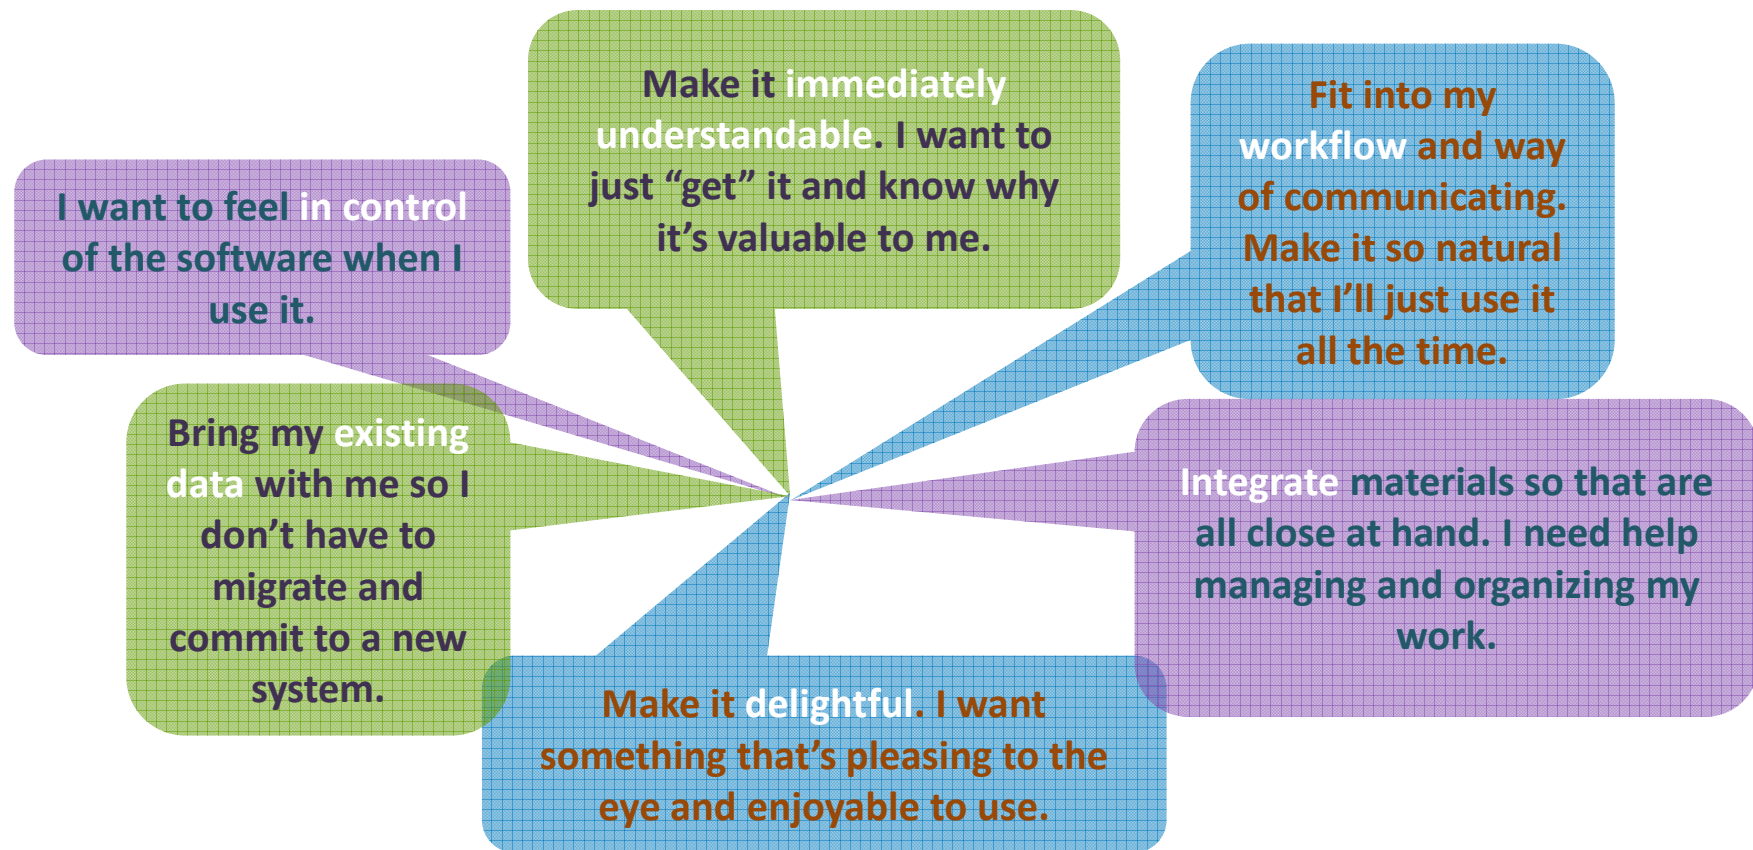 Make it immediately
understandable. I want to
just “get” it and know why
it’s valuable to me.
Fit into my
workflow and way
of communicating.
Make it so natural
that I’ll just use it
all the time.
I want to feel in control
of the software when I
use it.
Bring my existing
data with me so I
don’t have to
migrate and
commit to a new
system.
Integrate materials so that are
all close at hand. I need help
managing and organizing my
work.
Make it delightful. I want
something that’s pleasing to the
eye and enjoyable to use.